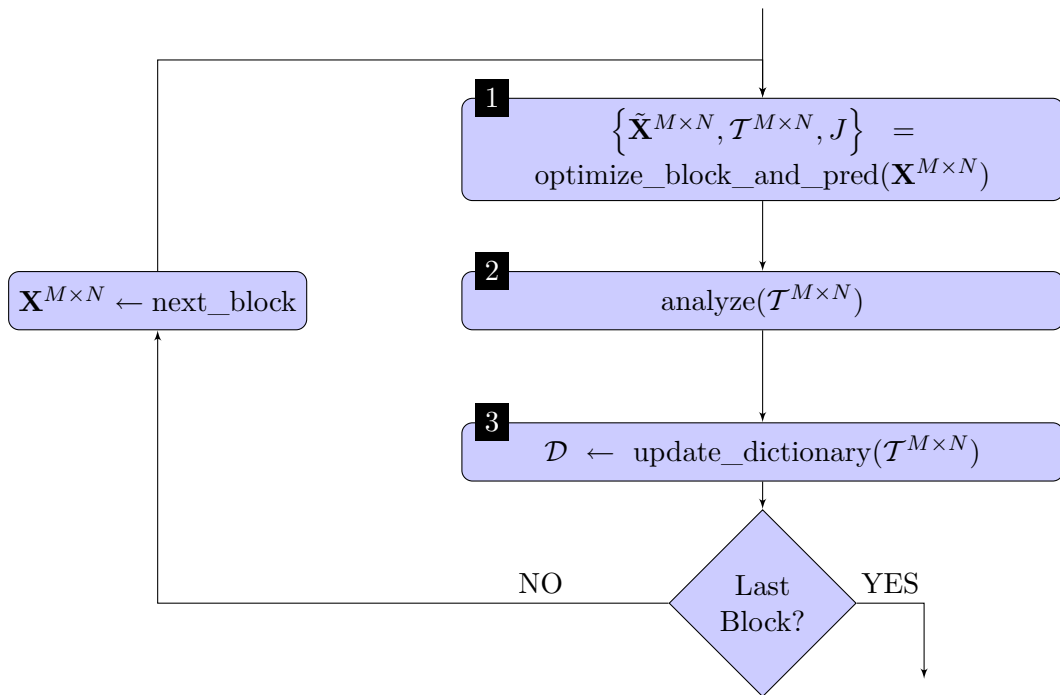 1
{X̃^{M×N}, 𝒯^{M×N}, J} =
optimize_block_and_pred(𝐗^{M×N})
2
𝐗^{M×N} ← next_block
analyze(𝒯^{M×N})
3
𝒟 ← update_dictionary(𝒯^{M×N})
NO
Last
Block?
YES